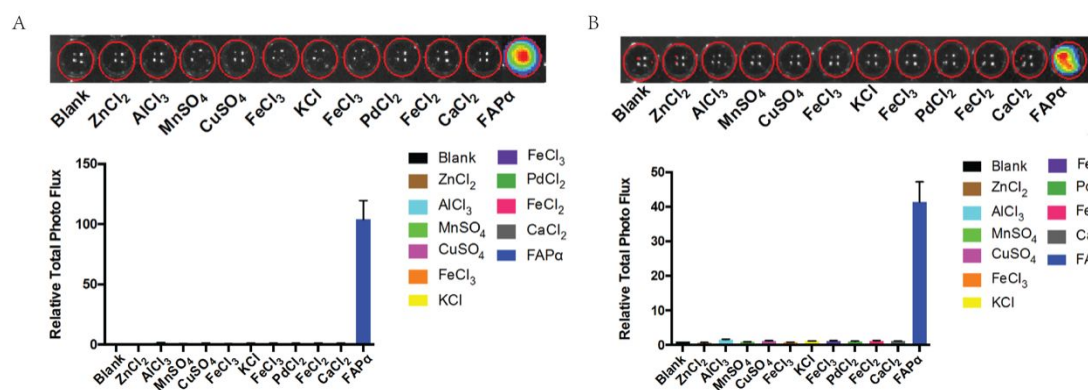 A
Blank ZnCl₂ AlCl₃ MnSO₄ CuSO₄ FeCl₃ KCl FeCl₃ PdCl₂ FeCl₂ CaCl₂ FAPα
Relative Total Photo Flux
150
100
50
0
Blank ZnCl₂ AlCl₃ MnSO₄ CuSO₄ FeCl₃ KCl FeCl₃ PdCl₂ FeCl₂ CaCl₂ FAPα
Blank
ZnCl₂
AlCl₃
MnSO₄
CuSO₄
FeCl₃
KCl
FeCl₃
PdCl₂
FeCl₂
CaCl₂
FAPα
B
Blank ZnCl₂ AlCl₃ MnSO₄ CuSO₄ FeCl₃ KCl FeCl₃ PdCl₂ FeCl₂ CaCl₂ FAPα
Relative Total Photo Flux
50
40
30
20
10
0
Blank ZnCl₂ AlCl₃ MnSO₄ CuSO₄ FeCl₃ KCl FeCl₃ PdCl₂ FeCl₂ CaCl₂ FAPα
Blank
ZnCl₂
AlCl₃
MnSO₄
CuSO₄
FeCl₃
KCl
Fe
Fe
Ca